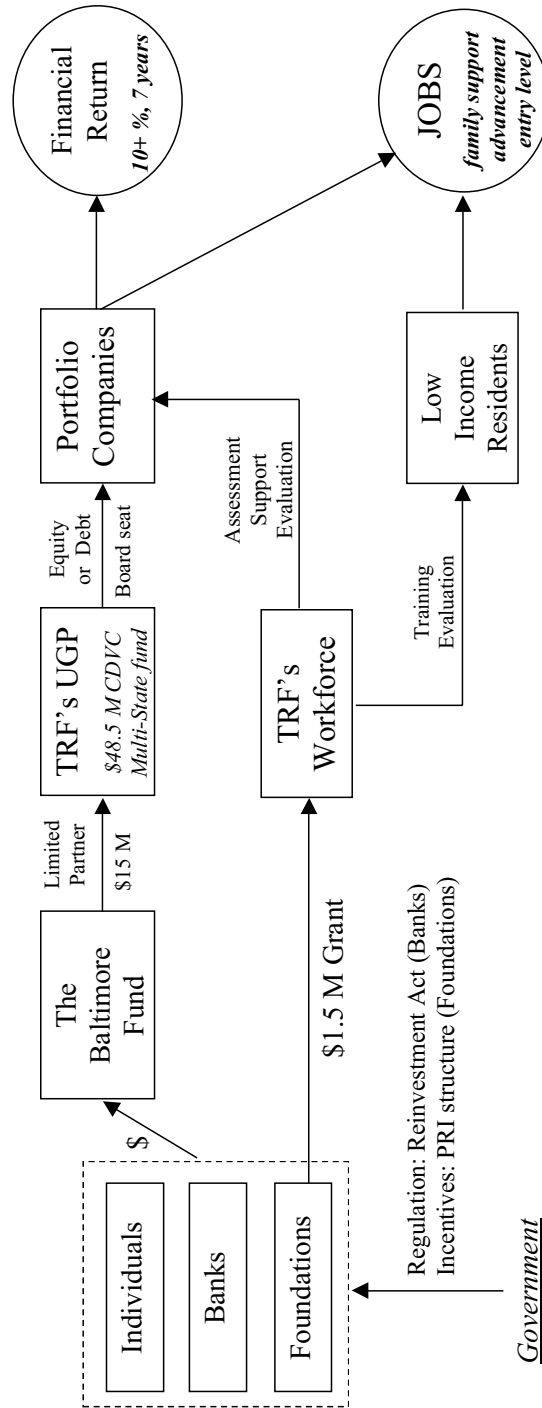 Individuals
Banks
Foundations
$
The
Baltimore
Fund
Limited
Partner
$15 M
TRF's UGP
$48.5 M CDVC
Multi-State fund
Equity
or Debt
Board seat
Portfolio
Companies
Financial
Return
10+ %, 7 years
$1.5 M Grant
TRF's
Workforce
Assessment
Support
Evaluation
Training
Evaluation
Low
Income
Residents
JOBS
family support
advancement
entry level
Regulation: Reinvestment Act (Banks)
Incentives: PRI structure (Foundations)
Government